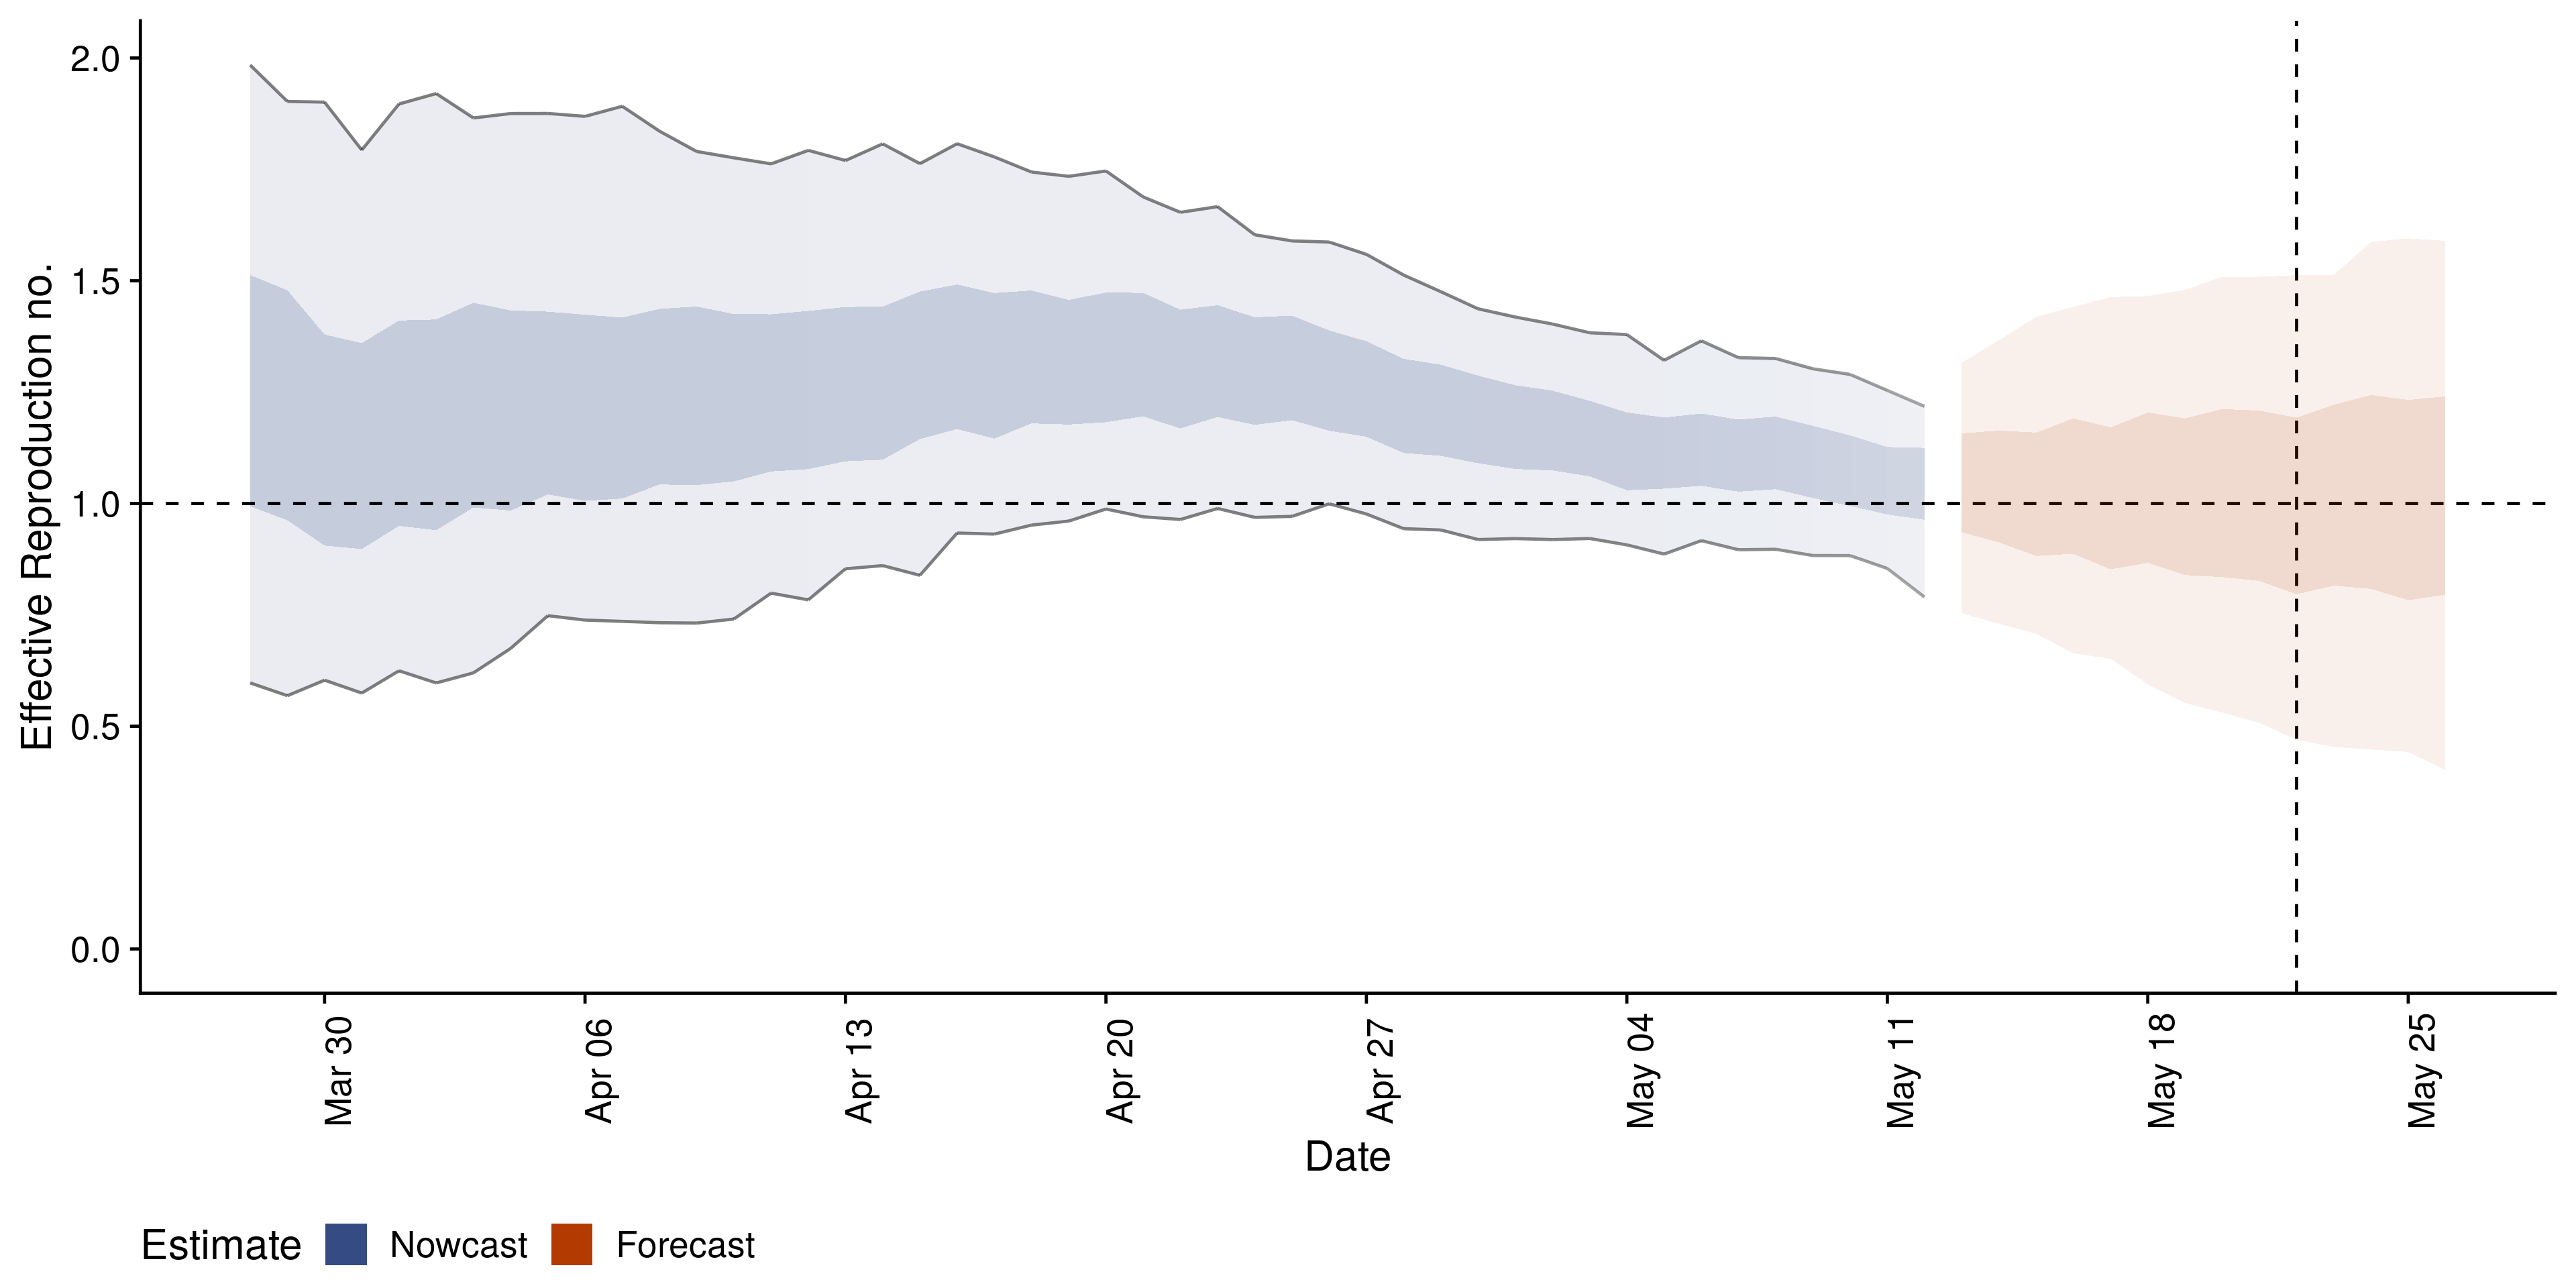 Effective Reproduction no.
2.0
1.5
1.0
0.5
0.0
Mar 30
Apr 06
Apr 13
Apr 20
Apr 27
May 04
May 11
May 18
May 25
Date
Estimate Nowcast Forecast